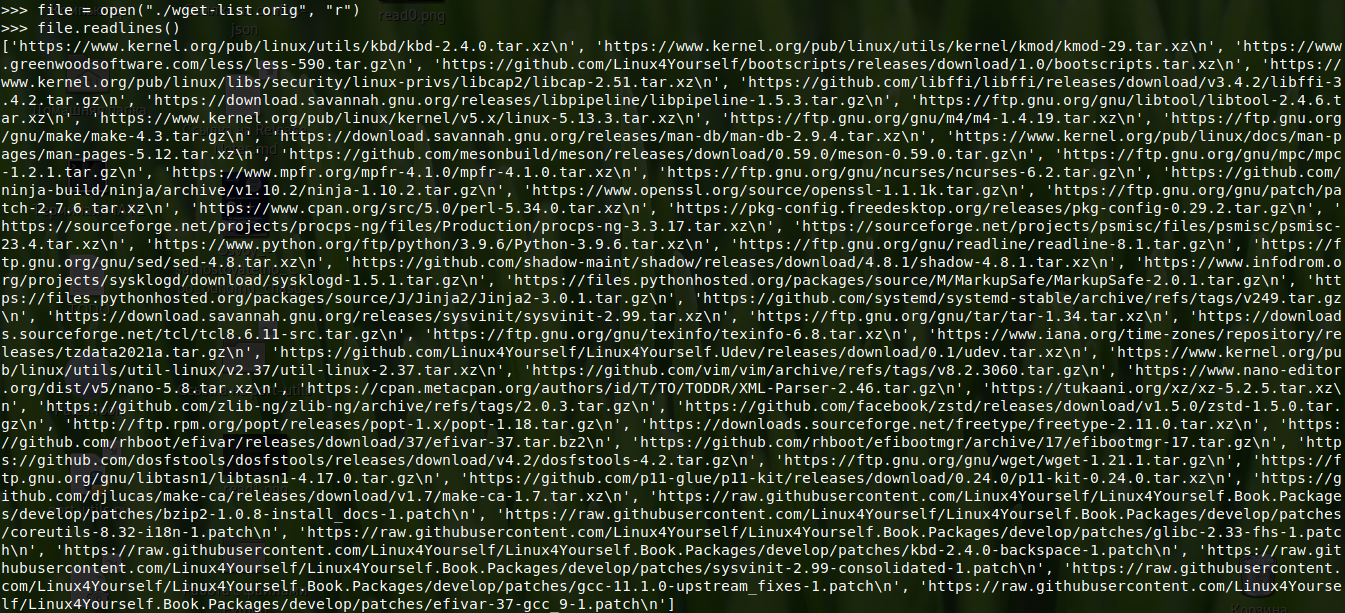 >>> file = open("./wget-list.orig", "r")
>>> file.readlines()
['https://www.kernel.org/pub/linux/utils/kbd/kbd-2.4.0.tar.xz\n', 'https://www.kernel.org/pub/linux/utils/kernel/kmod/kmod-29.tar.xz\n', 'https://www
.greenwoodsoftware.com/less/less-590.tar.gz\n', 'https://github.com/Linux4Yourself/bootscripts/releases/download/1.0/bootscripts.tar.xz\n', 'https://
www.kernel.org/pub/linux/libs/security/linux-privs/libcap2/libcap-2.51.tar.xz\n', 'https://github.com/libffi/libffi/releases/download/v3.4.2/libffi-3
.4.2.tar.gz\n', 'https://download.savannah.gnu.org/releases/libpipeline/libpipeline-1.5.3.tar.gz\n', 'https://ftp.gnu.org/gnu/libtool/libtool-2.4.6.t
ar.xz\n', 'https://www.kernel.org/pub/linux/kernel/v5.x/linux-5.13.3.tar.xz\n', 'https://ftp.gnu.org/gnu/m4/m4-1.4.19.tar.xz\n', 'https://ftp.gnu.org
/gnu/make/make-4.3.tar.gz\n', 'https://download.savannah.gnu.org/releases/man-db/man-db-2.9.4.tar.xz\n', 'https://www.kernel.org/pub/linux/docs/man-p
ages/man-pages-5.12.tar.xz\n', 'https://github.com/mesonbuild/meson/releases/download/0.59.0/meson-0.59.0.tar.gz\n', 'https://ftp.gnu.org/gnu/mpc/mpc
-1.2.1.tar.gz\n', 'https://www.mpfr.org/mpfr-4.1.0/mpfr-4.1.0.tar.xz\n', 'https://ftp.gnu.org/gnu/ncurses/ncurses-6.2.tar.gz\n', 'https://github.com/
ninja-build/ninja/archive/v1.10.2/ninja-1.10.2.tar.gz\n', 'https://www.openssl.org/source/openssl-1.1.1k.tar.gz\n', 'https://ftp.gnu.org/gnu/patch/pa
tch-2.7.6.tar.xz\n', 'https://www.cpan.org/src/5.0/perl-5.34.0.tar.xz\n', 'https://pkg-config.freedesktop.org/releases/pkg-config-0.29.2.tar.gz\n', '
https://sourceforge.net/projects/procps-ng/files/Production/procps-ng-3.3.17.tar.xz\n', 'https://sourceforge.net/projects/psmisc/files/psmisc/psmisc-
23.4.tar.xz\n', 'https://www.python.org/ftp/python/3.9.6/Python-3.9.6.tar.xz\n', 'https://ftp.gnu.org/gnu/readline/readline-8.1.tar.gz\n', 'https://f
tp.gnu.org/gnu/sed/sed-4.8.tar.xz\n', 'https://github.com/shadow-maint/shadow/releases/download/4.8.1/shadow-4.8.1.tar.xz\n', 'https://www.infodrom.o
rg/projects/sysklogd/download/sysklogd-1.5.1.tar.gz\n', 'https://files.pythonhosted.org/packages/source/M/MarkupSafe/MarkupSafe-2.0.1.tar.gz\n', 'htt
ps://files.pythonhosted.org/packages/source/J/Jinja2/Jinja2-3.0.1.tar.gz\n', 'https://github.com/systemd/systemd-stable/archive/refs/tags/v249.tar.gz
\n', 'https://download.savannah.gnu.org/releases/sysvinit/sysvinit-2.99.tar.xz\n', 'https://ftp.gnu.org/gnu/tar/tar-1.34.tar.xz\n', 'https://download
s.sourceforge.net/tcl/tcl8.6.11-src.tar.gz\n', 'https://ftp.gnu.org/gnu/texinfo/texinfo-6.8.tar.xz\n', 'https://www.iana.org/time-zones/repository/re
leases/tzdata2021a.tar.gz\n', 'https://github.com/Linux4Yourself/Linux4Yourself.Udev/releases/download/0.1/udev.tar.xz\n', 'https://www.kernel.org/pu
b/linux/utils/util-linux/v2.37/util-linux-2.37.tar.xz\n', 'https://github.com/vim/vim/archive/refs/tags/v8.2.3060.tar.gz\n', 'https://www.nano-editor
.org/dist/v5/nano-5.8.tar.xz\n', 'https://cpan.metacpan.org/authors/id/T/TO/TODDR/XML-Parser-2.46.tar.gz\n', 'https://tukaani.org/xz/xz-5.2.5.tar.xz\
n', 'https://github.com/zlib-ng/zlib-ng/archive/refs/tags/2.0.3.tar.gz\n', 'https://github.com/facebook/zstd/releases/download/v1.5.0/zstd-1.5.0.tar.
gz\n', 'http://ftp.rpm.org/popt/releases/popt-1.x/popt-1.18.tar.gz\n', 'https://downloads.sourceforge.net/freetype/freetype-2.11.0.tar.xz\n', 'https:
//github.com/rhboot/efivar/releases/download/37/efivar-37.tar.bz2\n', 'https://github.com/rhboot/efibootmgr/archive/17/efibootmgr-17.tar.gz\n', 'http
s://github.com/dosfstools/dosfstools/releases/download/v4.2/dosfstools-4.2.tar.gz\n', 'https://ftp.gnu.org/gnu/wget/wget-1.21.1.tar.gz\n', 'https://f
tp.gnu.org/gnu/libtasn1/libtasn1-4.17.0.tar.gz\n', 'https://github.com/p11-glue/p11-kit/releases/download/0.24.0/p11-kit-0.24.0.tar.xz\n', 'https://g
ithub.com/djlucas/make-ca/releases/download/v1.7/make-ca-1.7.tar.xz\n', 'https://raw.githubusercontent.com/Linux4Yourself/Linux4Yourself.Book.Package
s/develop/patches/bzip2-1.0.8-install_docs-1.patch\n', 'https://raw.githubusercontent.com/Linux4Yourself/Linux4Yourself.Book.Packages/develop/patches
/coreutils-8.32-i18n-1.patch\n', 'https://raw.githubusercontent.com/Linux4Yourself/Linux4Yourself.Book.Packages/develop/patches/glibc-2.33-fhs-1.patc
h\n', 'https://raw.githubusercontent.com/Linux4Yourself/Linux4Yourself.Book.Packages/develop/patches/kbd-2.4.0-backspace-1.patch\n', 'https://raw.git
hubusercontent.com/Linux4Yourself/Linux4Yourself.Book.Packages/develop/patches/sysvinit-2.99-consolidated-1.patch\n', 'https://raw.githubusercontent.
com/Linux4Yourself/Linux4Yourself.Book.Packages/develop/patches/gcc-11.1.0-upstream_fixes-1.patch\n', 'https://raw.githubusercontent.com/Linux4Yourse
lf/Linux4Yourself.Book.Packages/develop/patches/efivar-37-gcc_9-1.patch\n']
read0.png
json
Корзина